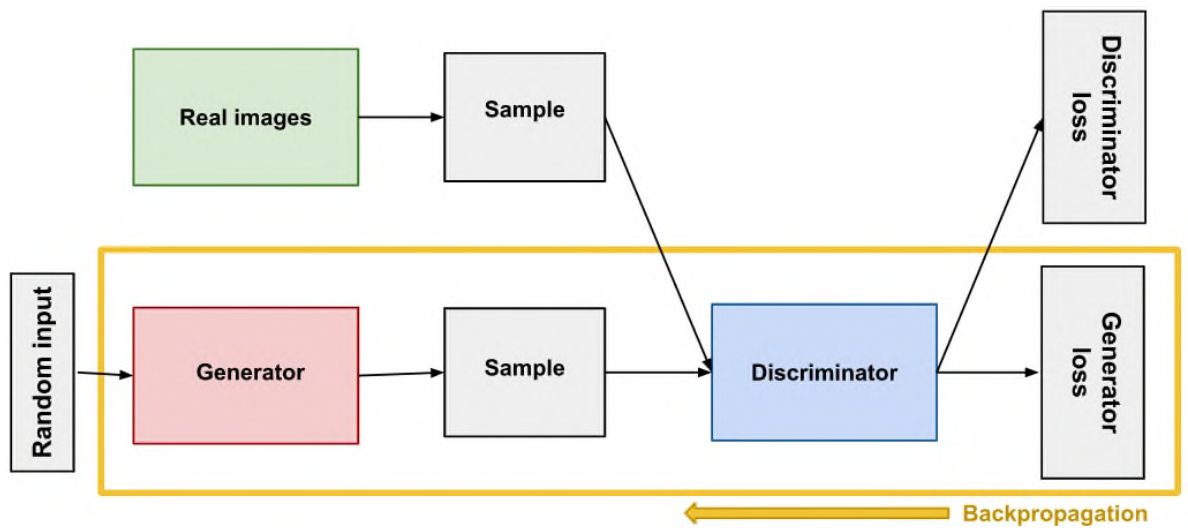 Real images
Sample
Discriminator
loss
Random input
Generator
Sample
Discriminator
Generator
loss
Backpropagation